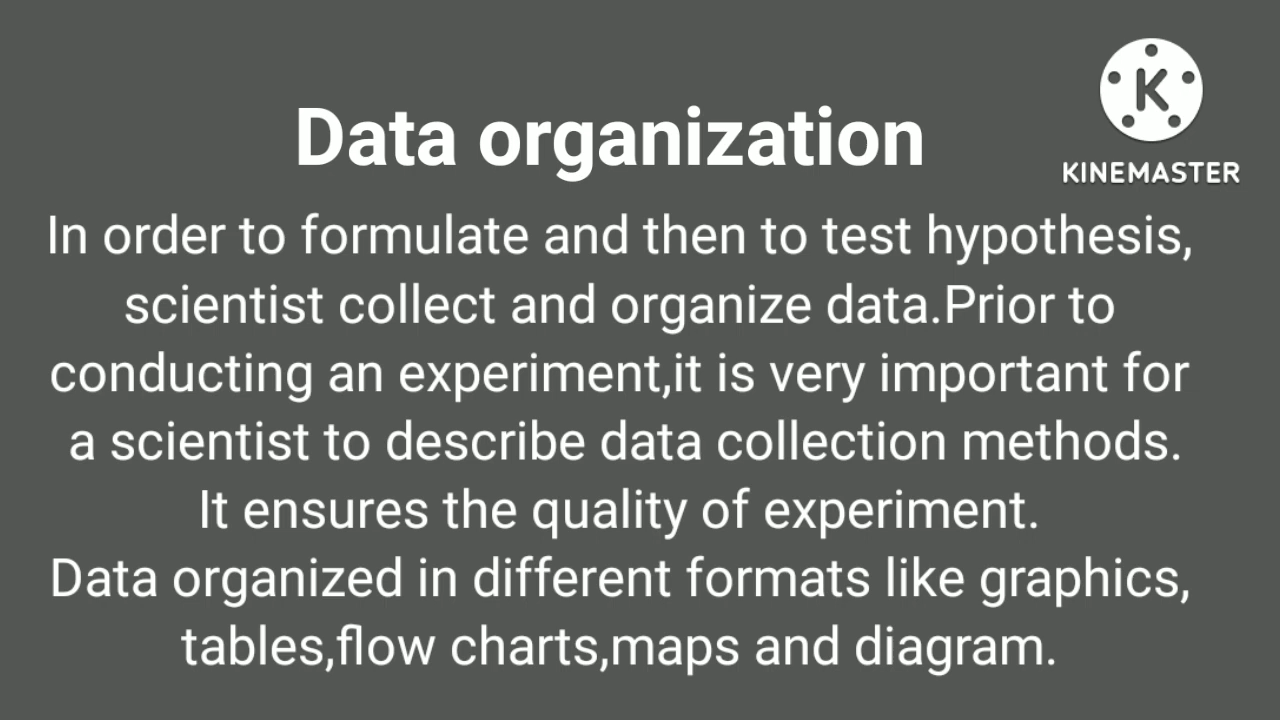 Data organization
K
KINEMASTER
In order to formulate and then to test hypothesis,
scientist collect and organize data.Prior to
conducting an experiment,it is very important for
a scientist to describe data collection methods.
It ensures the quality of experiment.
Data organized in different formats like graphics,
tables,flow charts,maps and diagram.